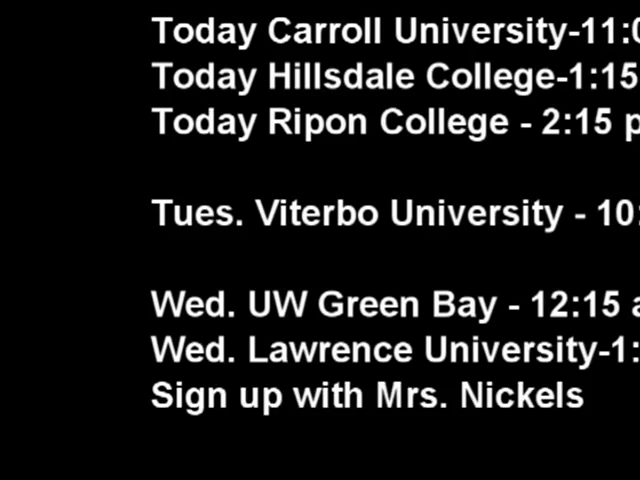 Today Carroll University-11:0
Today Hillsdale College-1:15
Today Ripon College - 2:15 p
Tues. Viterbo University - 10:
Wed. UW Green Bay - 12:15 a
Wed. Lawrence University-1:
Sign up with Mrs. Nickels